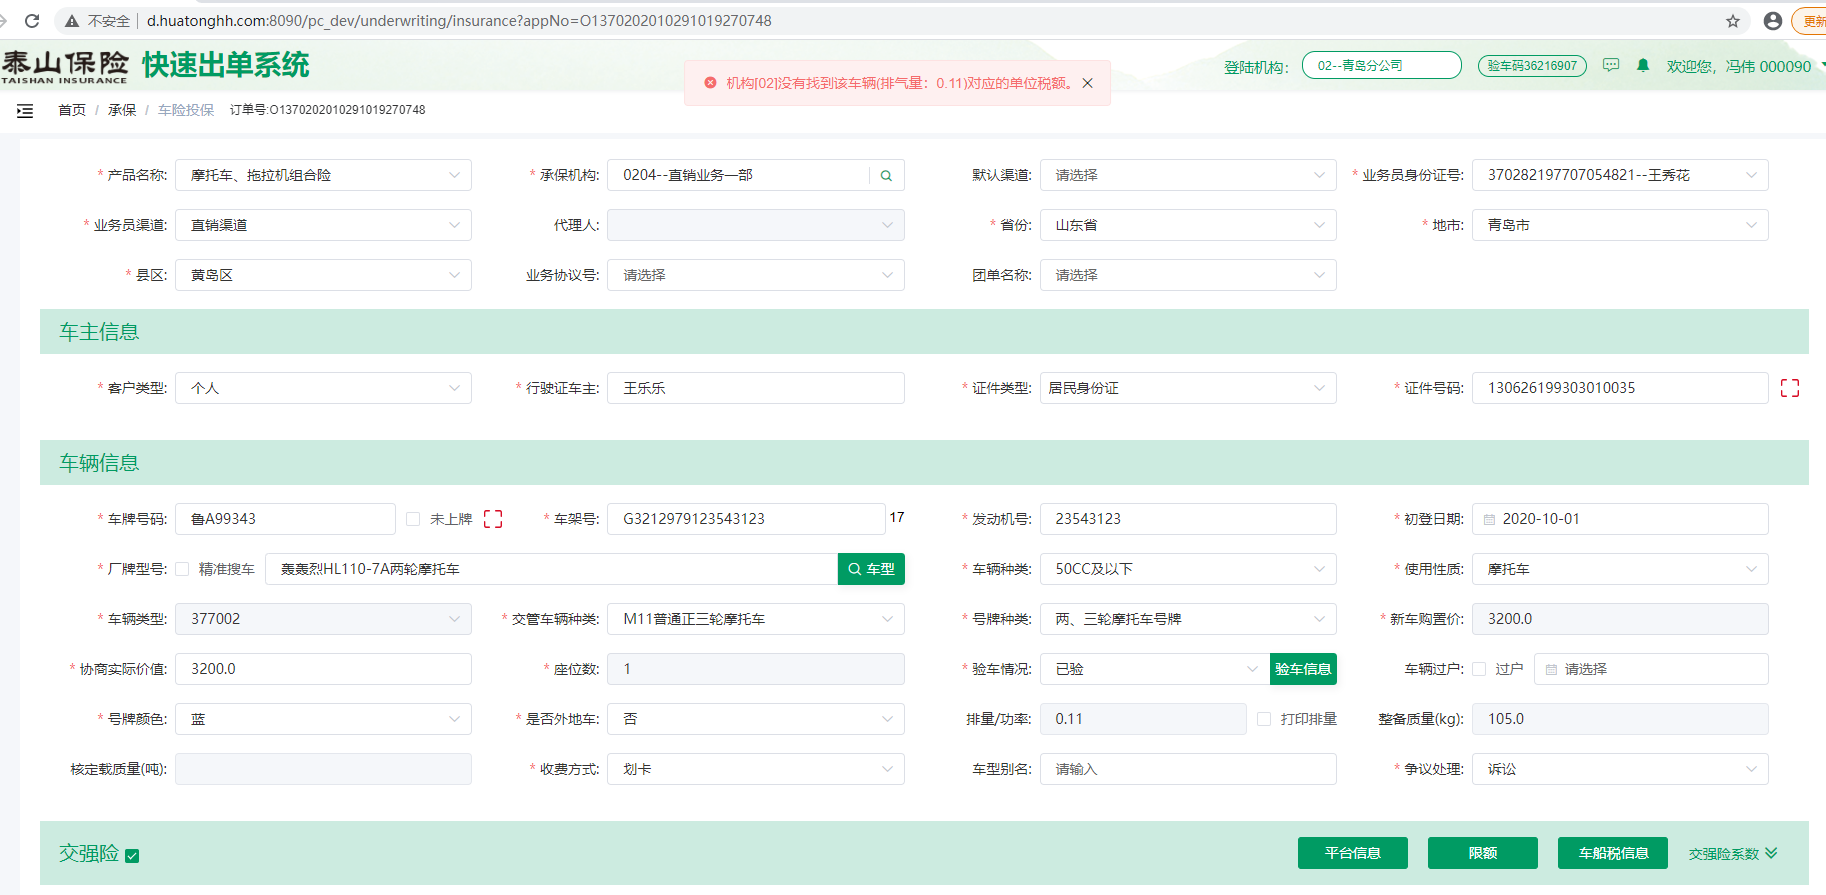 不安全 d.huatonghh.com:8090/pc_dev/underwriting/insurance?appNo=O1370202010291019270748 更新
泰山保险 TAISHAN INSURANCE 快速出单系统
机构[02]没有找到该车辆(排气量：0.11)对应的单位税额。
登陆机构： 02--青岛分公司 验车码36216907 欢迎您，冯伟 000090
首页 / 承保 / 车险投保 订单号:O1370202010291019270748
* 产品名称: 摩托车、拖拉机组合险 * 承保机构: 0204--直销业务一部 默认渠道: 请选择 * 业务员身份证号: 370282197707054821--王秀花
* 业务员渠道: 直销渠道 代理人: * 省份: 山东省 * 地市: 青岛市
* 县区: 黄岛区 业务协议号: 请选择 团单名称: 请选择
车主信息
* 客户类型: 个人 * 行驶证车主: 王乐乐 * 证件类型: 居民身份证 * 证件号码: 130626199303010035
车辆信息
* 车牌号码: 鲁A99343 未上牌 * 车架号: G3212979123543123 17 * 发动机号: 23543123 * 初登日期: 2020-10-01
* 厂牌型号: 精准搜车 轰轰烈HL110-7A两轮摩托车 车型 * 车辆种类: 50CC及以下 * 使用性质: 摩托车
* 车辆类型: 377002 * 交管车辆种类: M11普通正三轮摩托车 * 号牌种类: 两、三轮摩托车号牌 * 新车购置价: 3200.0
* 协商实际价值: 3200.0 * 座位数: 1 * 验车情况: 已验 验车信息 车辆过户: 过户 请选择
* 号牌颜色: 蓝 * 是否外地车: 否 排量/功率: 0.11 打印排量 整备质量(kg): 105.0
核定载质量(吨): * 收费方式: 划卡 车型别名: 请输入 * 争议处理: 诉讼
交强险 平台信息 限额 车船税信息 交强险系数